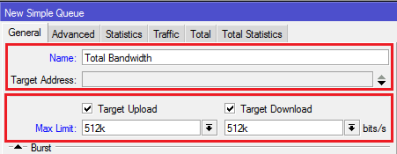 New Simple Queue
General Advanced Statistics Traffic Total Total Statistics
Name: Total Bandwidth
Target Address:
Target Upload Target Download
Max Limit: 512k 512k bits/s
Burst